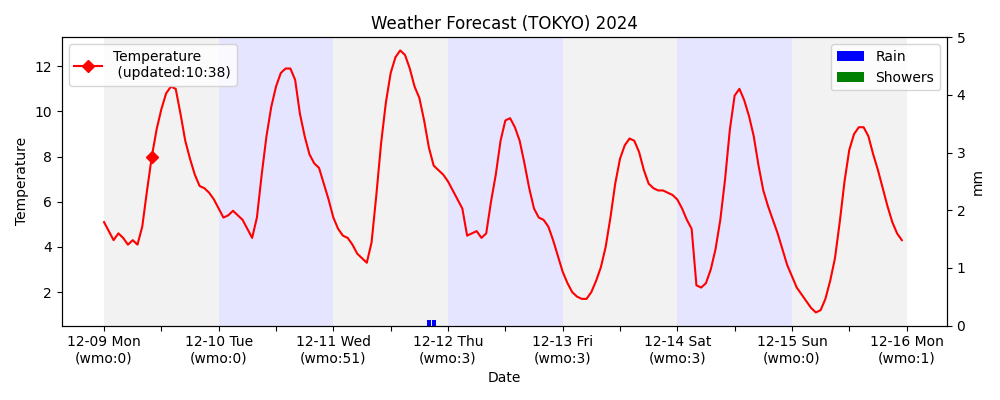 Weather Forecast (TOKYO) 2024
Temperature
(updated:10:38)
Rain
Showers
12
10
8
6
4
2
Temperature
5
4
3
2
1
0
mm
12-09 Mon
(wmo:0)
12-10 Tue
(wmo:0)
12-11 Wed
(wmo:51)
12-12 Thu
(wmo:3)
12-13 Fri
(wmo:3)
12-14 Sat
(wmo:3)
12-15 Sun
(wmo:0)
12-16 Mon
(wmo:1)
Date